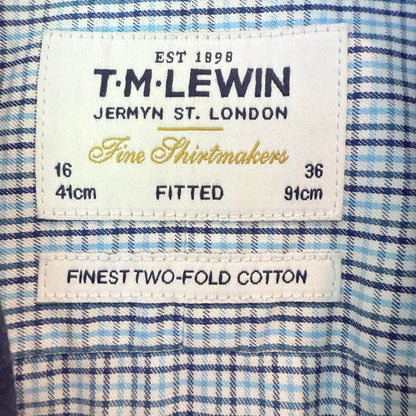 EST 1898
T·M·LEWIN
JERMYN ST. LONDON
Fine Shirtmakers
16 36
41cm FITTED 91cm
FINEST TWO-FOLD COTTON